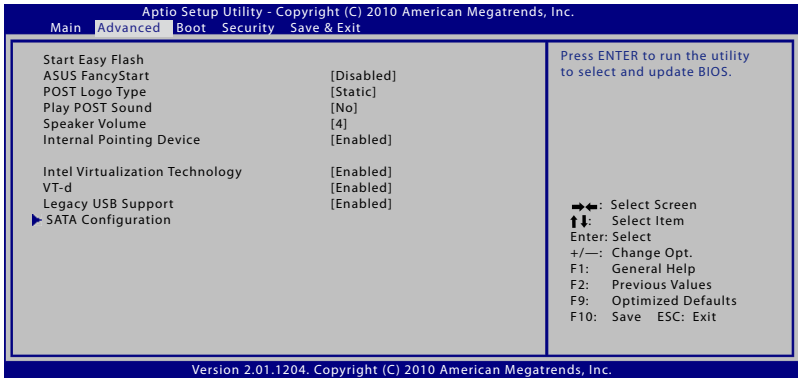 Aptio Setup Utility - Copyright (C) 2010 American Megatrends, Inc.
Main Advanced Boot Security Save & Exit
Start Easy Flash
ASUS FancyStart [Disabled]
POST Logo Type [Static]
Play POST Sound [No]
Speaker Volume [4]
Internal Pointing Device [Enabled]
Intel Virtualization Technology [Enabled]
VT-d [Enabled]
Legacy USB Support [Enabled]
SATA Configuration
Press ENTER to run the utility
to select and update BIOS.
→←: Select Screen
↑↓: Select Item
Enter: Select
+/—: Change Opt.
F1: General Help
F2: Previous Values
F9: Optimized Defaults
F10: Save ESC: Exit
Version 2.01.1204. Copyright (C) 2010 American Megatrends, Inc.